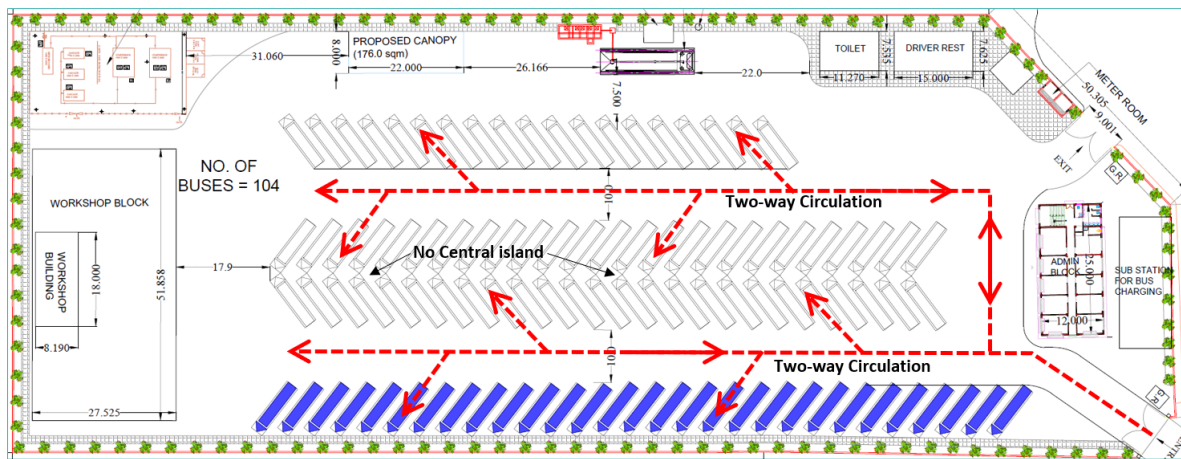 31.060
8.000
PROPOSED CANOPY
(176.0 sqm)
22.000
26.166
7.500
22.0
TOILET
11.270
7.535
DRIVER REST
15.000
7.625
METER ROOM
50.305
9.001
EXIT
G.R.
NO. OF
BUSES = 104
WORKSHOP BLOCK
WORKSHOP
BUILDING
18.000
51.858
8.190
27.525
17.9
10.0
Two-way Circulation
No Central island
ADMIN
BLOCK
25.000
12.000
SUB STATION
FOR BUS
CHARGING
10.0
Two-way Circulation
G.R.